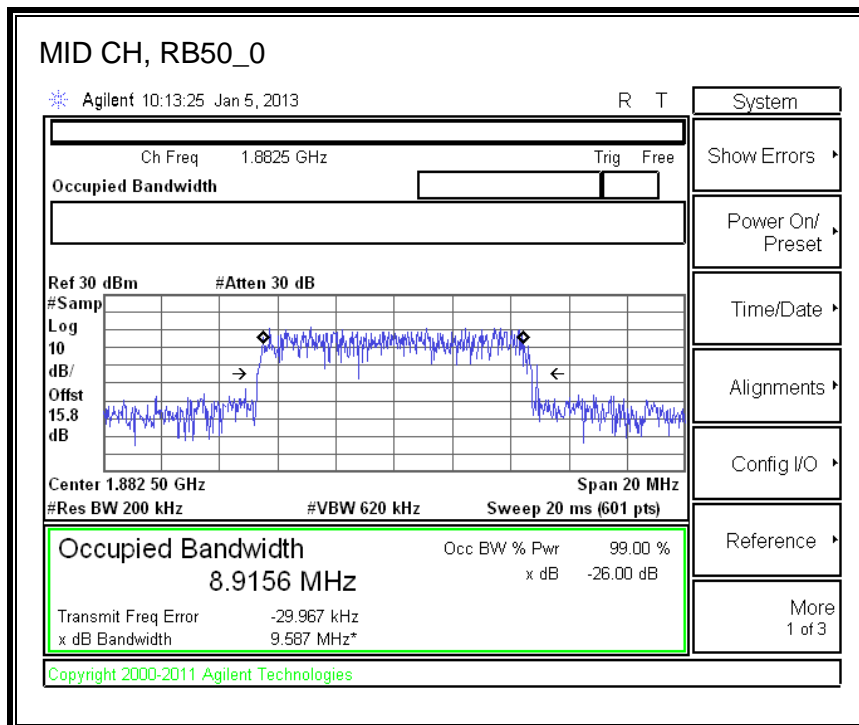 MID CH, RB50_0
Agilent 10:13:25 Jan 5, 2013 R T
Ch Freq 1.8825 GHz Trig Free
Occupied Bandwidth
Ref 30 dBm #Atten 30 dB
#Samp
Log
10
dB/
Offst
15.8
dB
Center 1.882 50 GHz Span 20 MHz
#Res BW 200 kHz #VBW 620 kHz Sweep 20 ms (601 pts)
Occupied Bandwidth Occ BW % Pwr 99.00 %
8.9156 MHz x dB -26.00 dB
Transmit Freq Error -29.967 kHz
x dB Bandwidth 9.587 MHz*
Copyright 2000-2011 Agilent Technologies
System
Show Errors
Power On/
Preset
Time/Date
Alignments
Config I/O
Reference
More
1 of 3